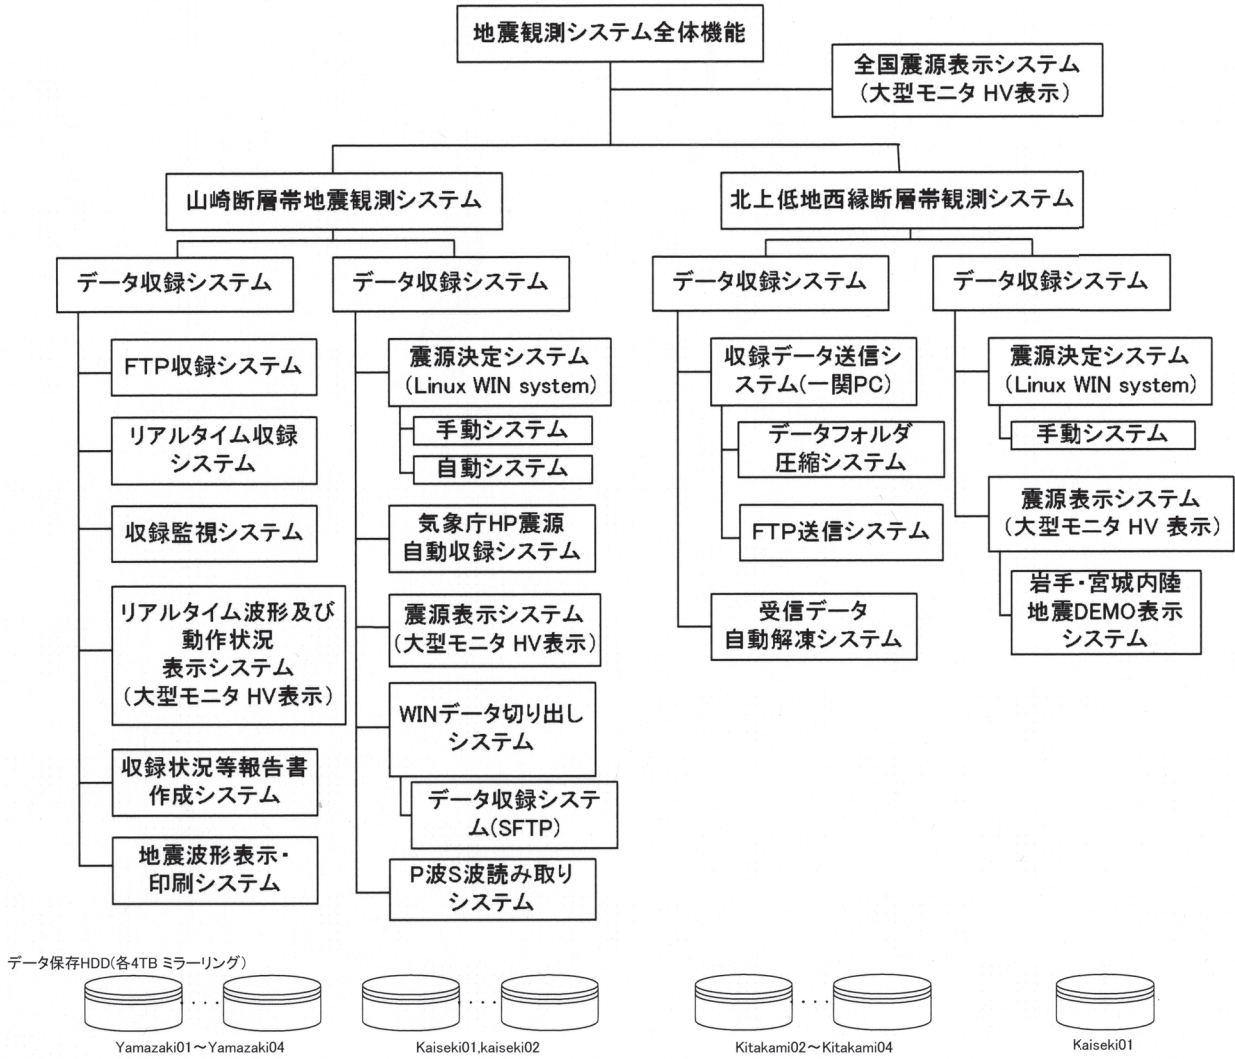 地震観測システム全体機能
全国震源表示システム
(大型モニタ HV表示)
山崎断層帯地震観測システム
北上低地西縁断層帯観測システム
データ収録システム
データ収録システム
データ収録システム
データ収録システム
FTP収録システム
リアルタイム収録
システム
収録監視システム
リアルタイム波形及び
動作状況
表示システム
(大型モニタ HV表示)
収録状況等報告書
作成システム
地震波形表示・
印刷システム
震源決定システム
(Linux WIN system)
手動システム
自動システム
気象庁HP震源
自動収録システム
震源表示システム
(大型モニタ HV表示)
WINデータ切り出し
システム
データ収録システ
ム(SFTP)
P波S波読み取り
システム
収録データ送信シ
ステム(一関PC)
データフォルダ
圧縮システム
FTP送信システム
受信データ
自動解凍システム
震源決定システム
(Linux WIN system)
手動システム
震源表示システム
(大型モニタ HV 表示)
岩手・宮城内陸
地震DEMO表示
システム
データ保存HDD(各4TB ミラーリング)
Yamazaki01～Yamazaki04
Kaiseki01,kaiseki02
Kitakami02～Kitakami04
Kaiseki01